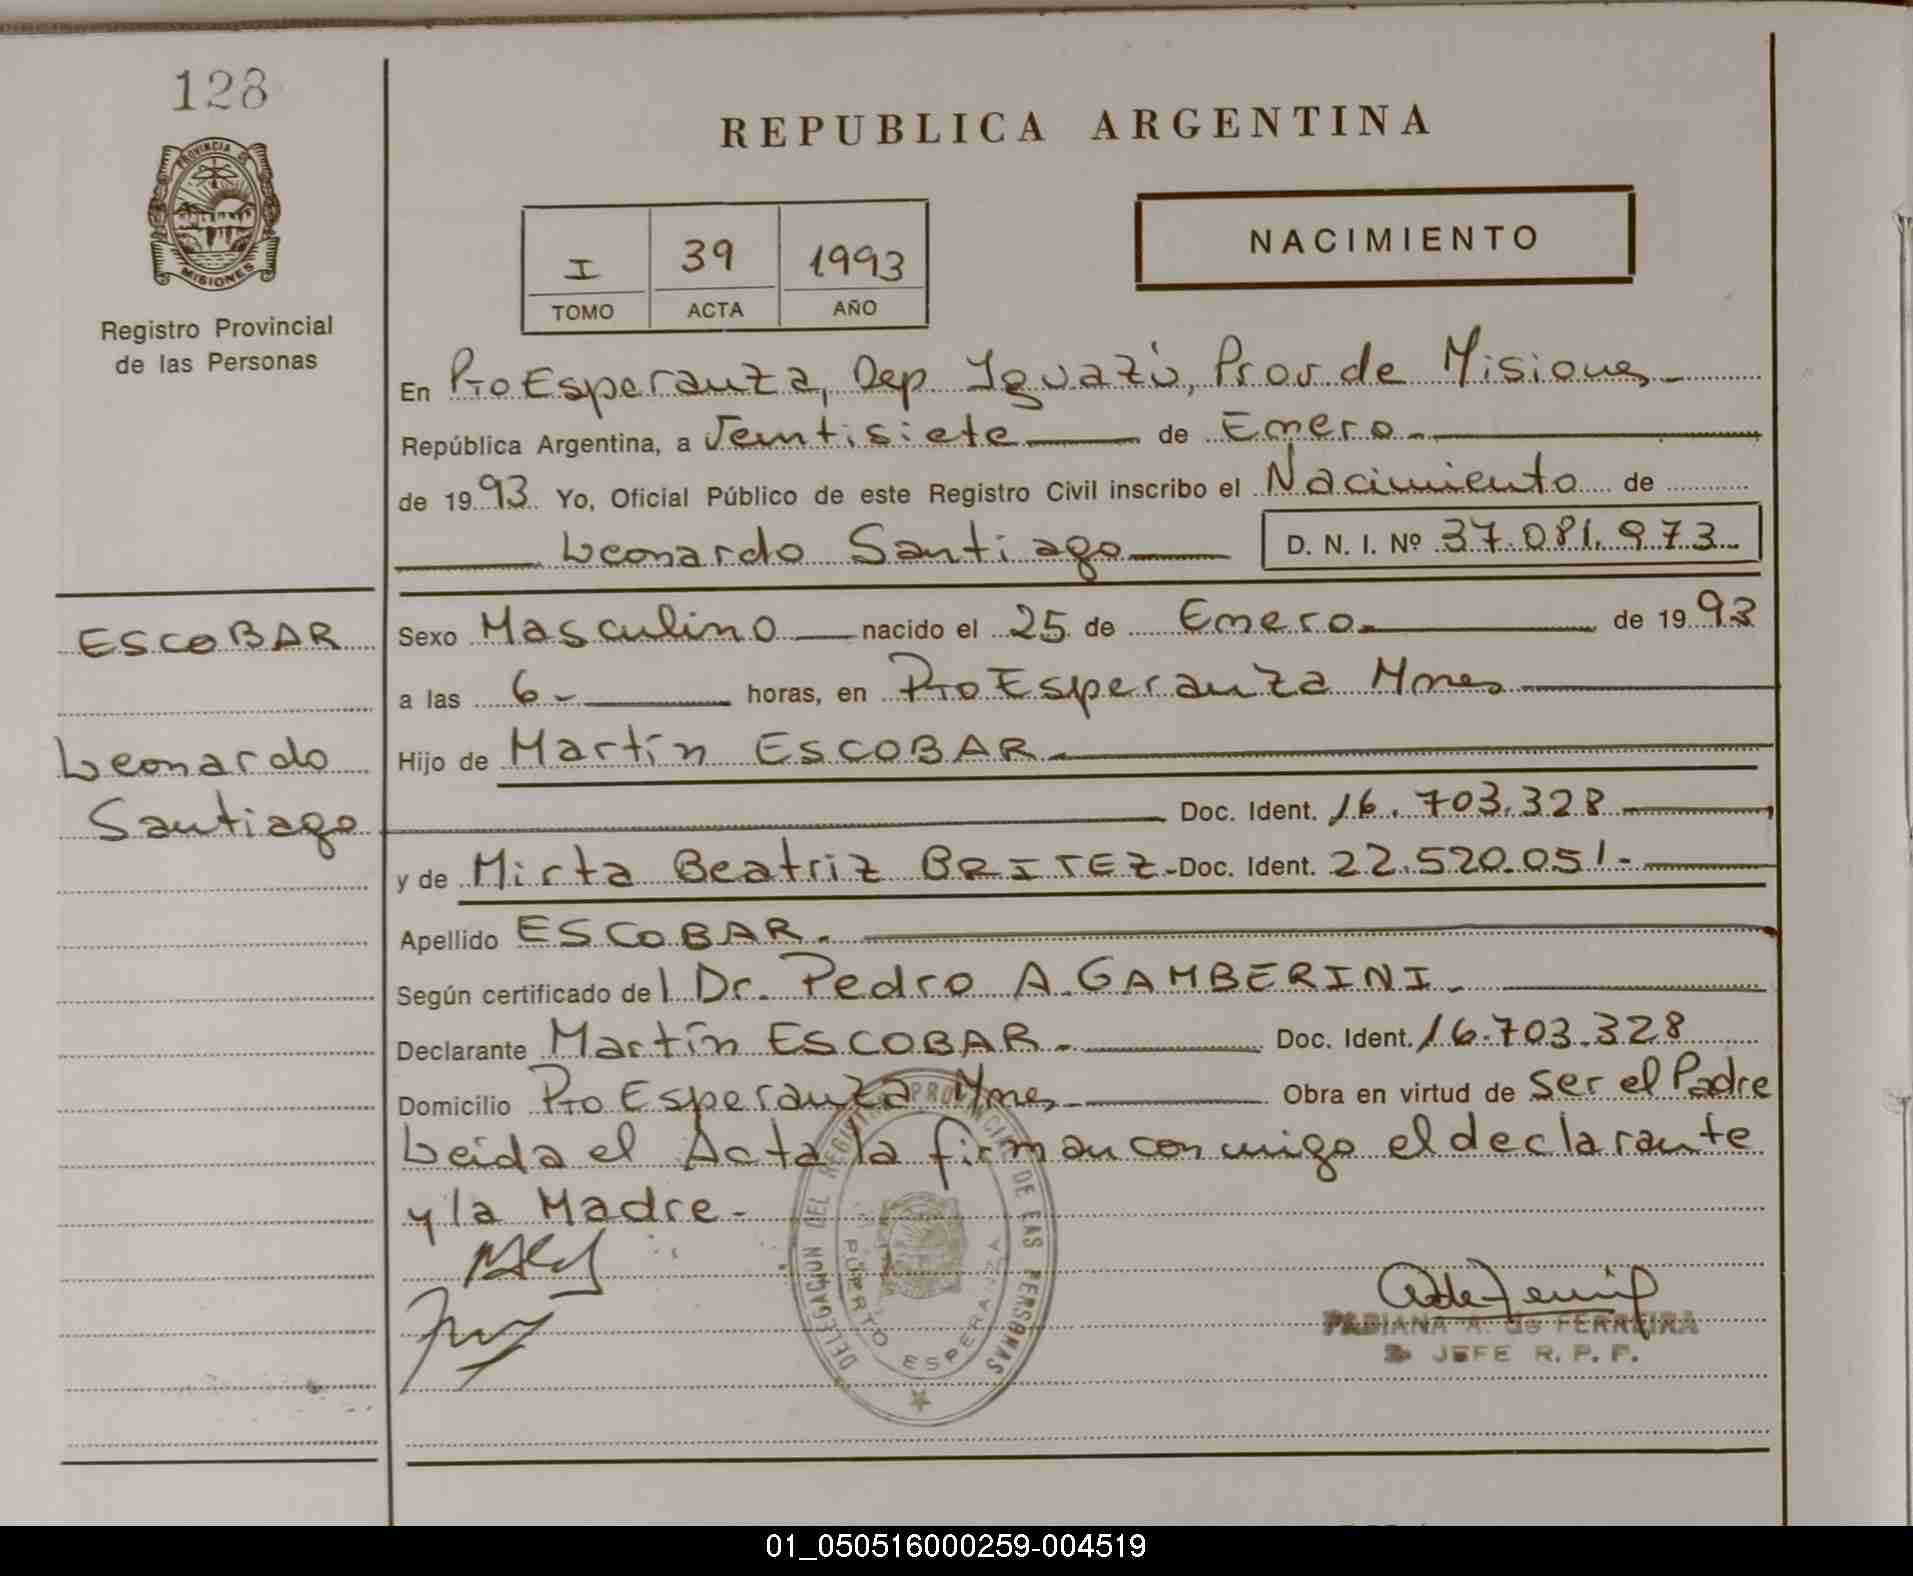 128
PROVINCIA DE
MISIONES
Registro Provincial
de las Personas
REPUBLICA ARGENTINA
I 39 1993
TOMO ACTA AÑO
NACIMIENTO
En Pto Esperanza, Dep Iguazú, Prov de Misiones
República Argentina, a Veintisiete de Enero
de 1993 Yo, Oficial Público de este Registro Civil inscribo el Nacimiento de
Leonardo Santiago D. N. I. Nº 37.081.973
ESCOBAR
Leonardo
Santiago
Sexo Masculino nacido el 25 de Enero de 1993
a las 6 horas, en Pto Esperanza Mnes
Hijo de Martín ESCOBAR
Doc. Ident. 16.703.328
y de Mirta Beatriz BRITEZ Doc. Ident. 22.520.051
Apellido ESCOBAR.
Según certificado del Dr. Pedro A. GAMBERINI
Declarante Martín ESCOBAR Doc. Ident. 16.703.328
Domicilio Pto Esperanza Mnes Obra en virtud de ser el Padre
Leida el Acta la firman conmigo el declarante
y la Madre
DELEGACION DEL REGISTRO PROVINCIAL DE LAS PERSONAS
PUERTO ESPERANZA
FABIANA A. de FERREIRA
JEFE R. P. P.
01_050516000259-004519